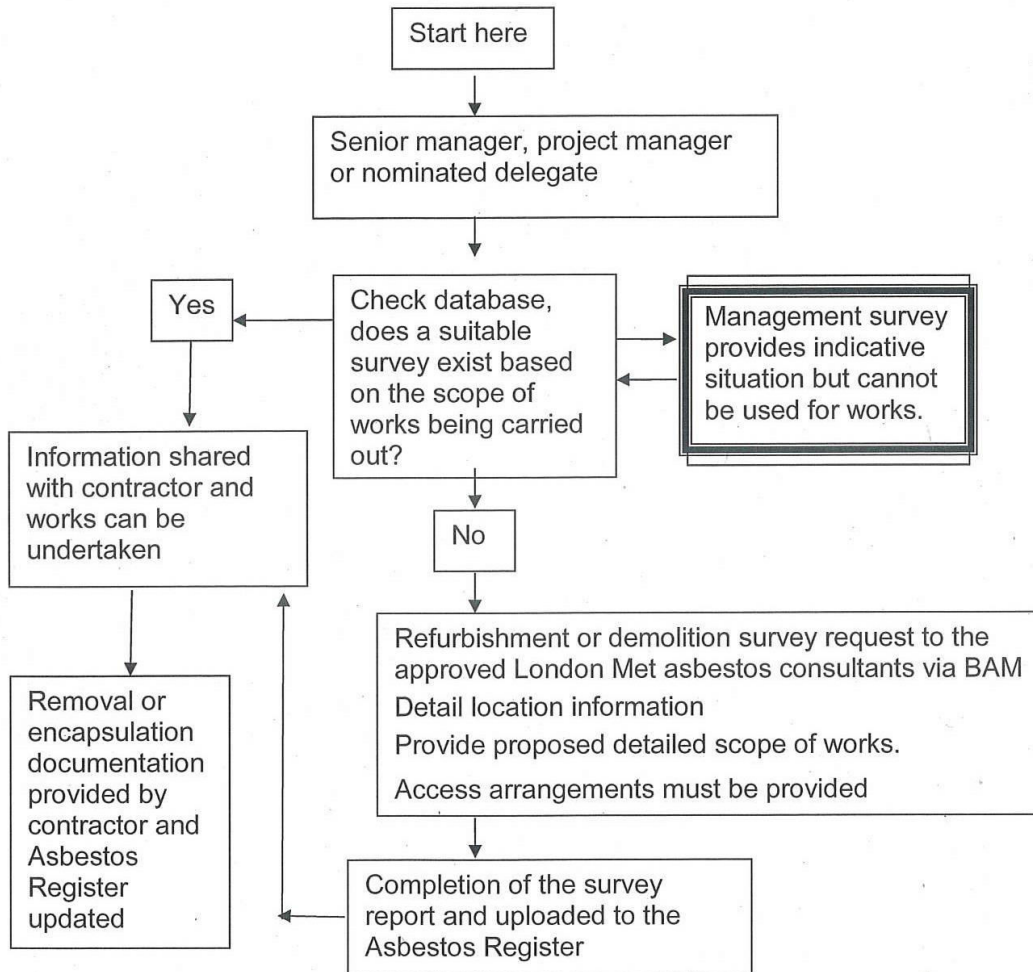 Start here
Senior manager, project manager
or nominated delegate
Yes
Check database,
does a suitable
survey exist based
on the scope of
works being carried
out?
Management survey
provides indicative
situation but cannot
be used for works.
Information shared
with contractor and
works can be
undertaken
No
Refurbishment or demolition survey request to the
approved London Met asbestos consultants via BAM
Detail location information
Provide proposed detailed scope of works.
Access arrangements must be provided
Removal or
encapsulation
documentation
provided by
contractor and
Asbestos
Register
updated
Completion of the survey
report and uploaded to the
Asbestos Register